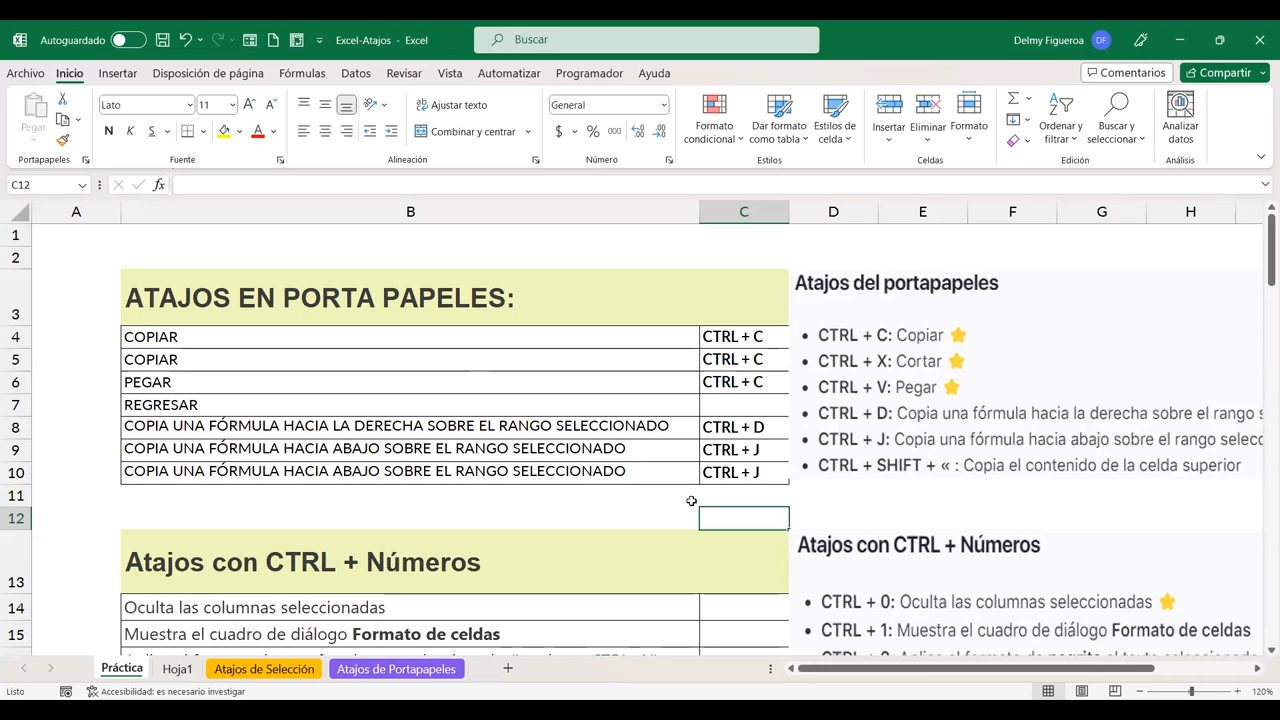 Autoguardado
Excel-Atajos - Excel
Buscar
Delmy Figueroa
DF
Archivo Inicio Insertar Disposición de página Fórmulas Datos Revisar Vista Automatizar Programador Ayuda
Comentarios
Compartir
Pegar
Portapapeles
Lato
11
N K S
Fuente
Ajustar texto
Combinar y centrar
Alineación
General
$ % 000
Número
Formato condicional
Dar formato como tabla
Estilos de celda
Estilos
Insertar
Eliminar
Formato
Celdas
Ordenar y filtrar
Buscar y seleccionar
Edición
Analizar datos
Análisis
C12
fx
A B C D E F G H
1
2
3 ATAJOS EN PORTA PAPELES:
4 COPIAR CTRL + C
5 COPIAR CTRL + C
6 PEGAR CTRL + C
7 REGRESAR
8 COPIA UNA FÓRMULA HACIA LA DERECHA SOBRE EL RANGO SELECCIONADO CTRL + D
9 COPIA UNA FÓRMULA HACIA ABAJO SOBRE EL RANGO SELECCIONADO CTRL + J
10 COPIA UNA FÓRMULA HACIA ABAJO SOBRE EL RANGO SELECCIONADO CTRL + J
11
12
13 Atajos con CTRL + Números
14 Oculta las columnas seleccionadas
15 Muestra el cuadro de diálogo Formato de celdas
Atajos del portapapeles
• CTRL + C: Copiar
• CTRL + X: Cortar
• CTRL + V: Pegar
• CTRL + D: Copia una fórmula hacia la derecha sobre el rango s
• CTRL + J: Copia una fórmula hacia abajo sobre el rango selecc
• CTRL + SHIFT + « : Copia el contenido de la celda superior
Atajos con CTRL + Números
• CTRL + 0: Oculta las columnas seleccionadas
• CTRL + 1: Muestra el cuadro de diálogo Formato de celdas
Práctica Hoja1 Atajos de Selección Atajos de Portapapeles
Listo
Accesibilidad: es necesario investigar
120%